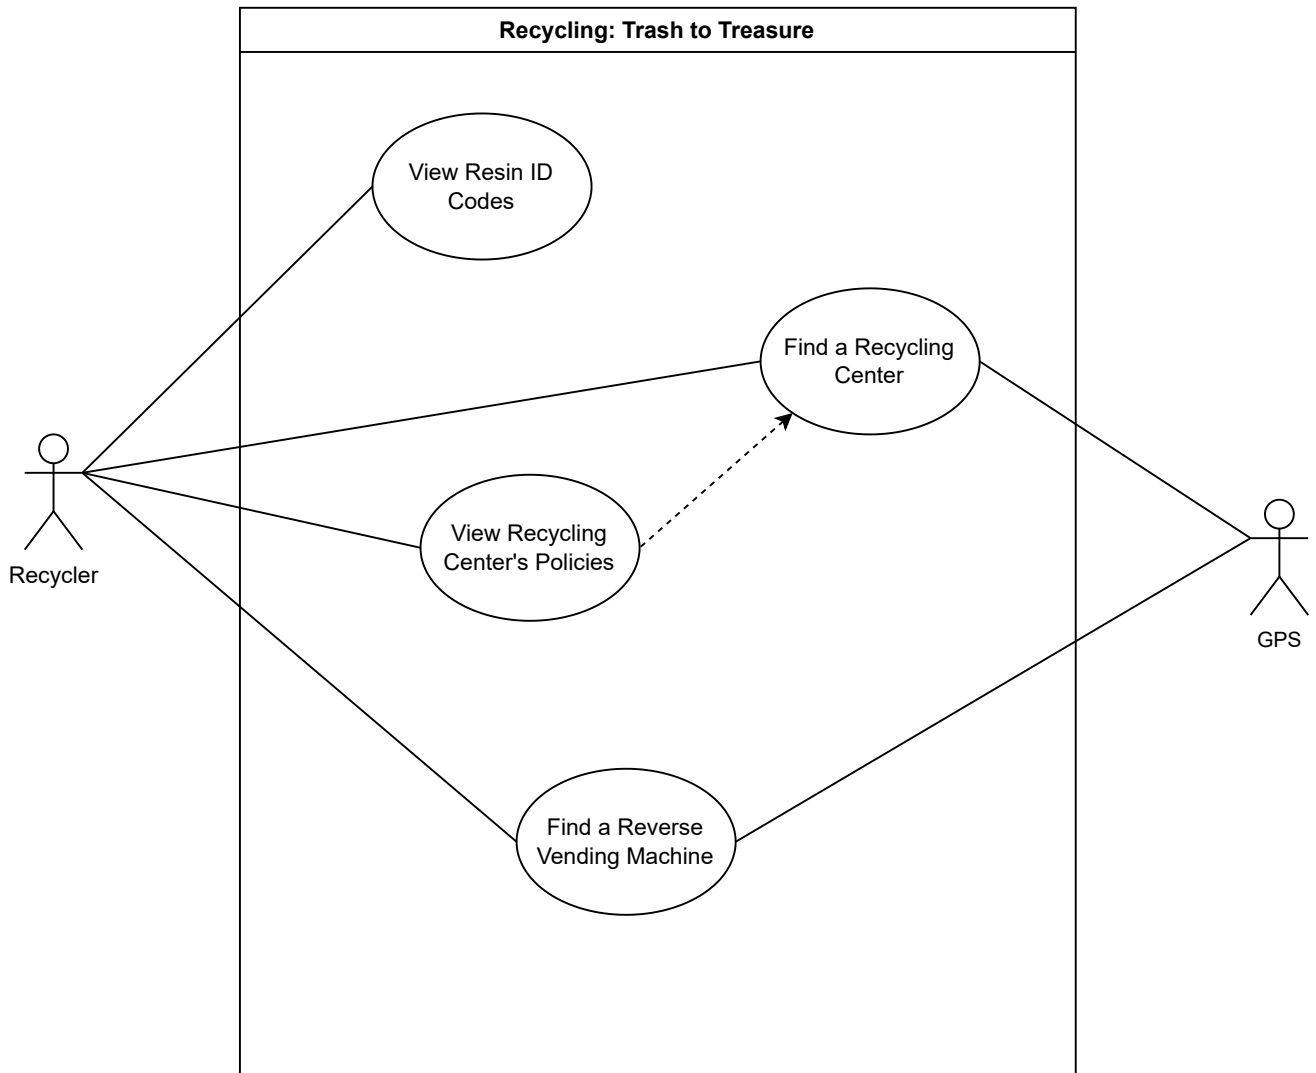 Recycling: Trash to Treasure
View Resin ID
Codes
Find a Recycling
Center
View Recycling
Center's Policies
Recycler
GPS
Find a Reverse
Vending Machine